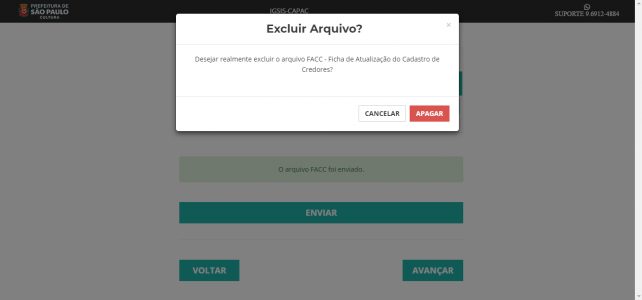 PREFEITURA DE
SÃO PAULO
CULTURA
IGSIS-CAPAC
SUPORTE 9.6912-4884
Excluir Arquivo?
×
Desejar realmente excluir o arquivo FACC - Ficha de Atualização do Cadastro de
Credores?
CANCELAR
APAGAR
O arquivo FACC foi enviado.
ENVIAR
VOLTAR
AVANÇAR